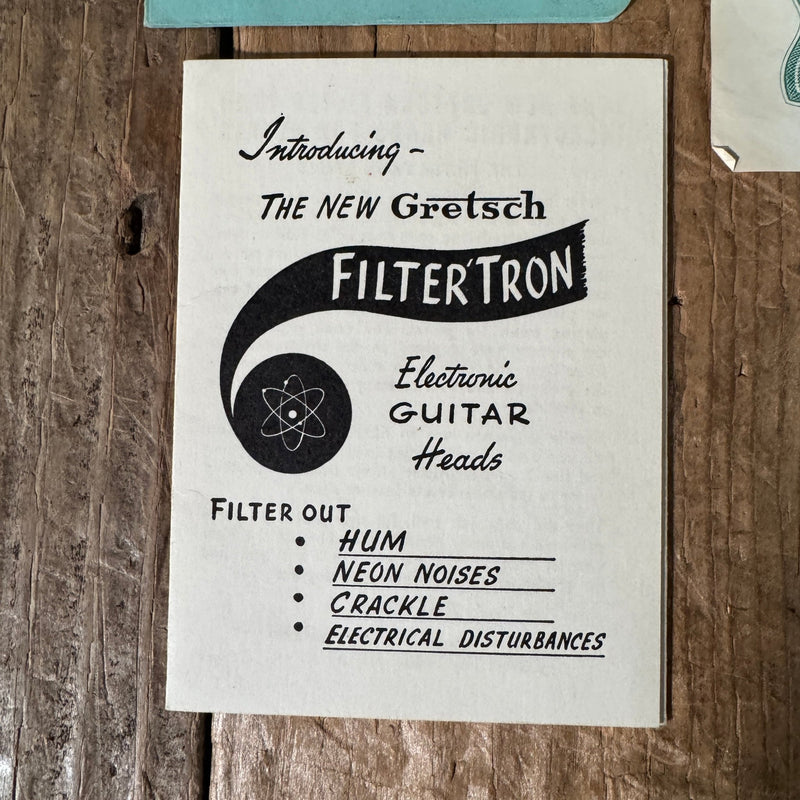 Introducing –
THE NEW Gretsch
FILTER'TRON
Electronic
GUITAR
Heads
FILTER OUT
• HUM
• NEON NOISES
• CRACKLE
• ELECTRICAL DISTURBANCES